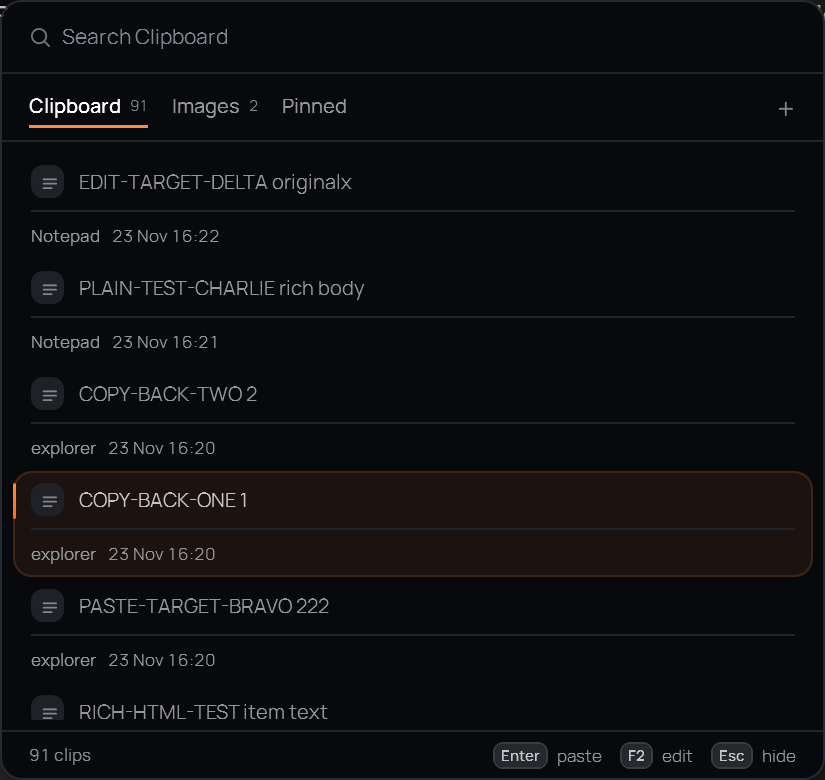 Search Clipboard
Clipboard 91 Images 2 Pinned +
EDIT-TARGET-DELTA originalx
Notepad 23 Nov 16:22
PLAIN-TEST-CHARLIE rich body
Notepad 23 Nov 16:21
COPY-BACK-TWO 2
explorer 23 Nov 16:20
COPY-BACK-ONE 1
explorer 23 Nov 16:20
PASTE-TARGET-BRAVO 222
explorer 23 Nov 16:20
RICH-HTML-TEST item text
91 clips Enter paste F2 edit Esc hide